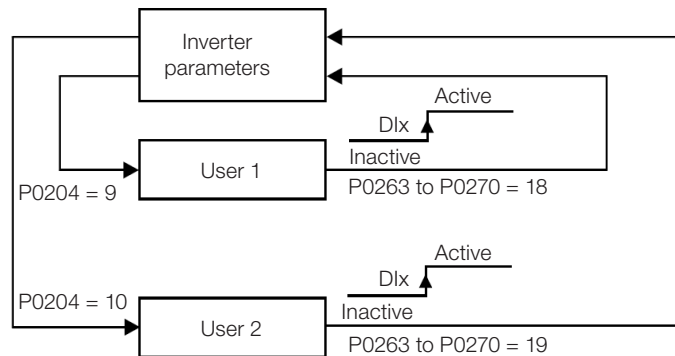 Inverter
parameters
Active
DIx
Inactive
User 1
P0204 = 9
P0263 to P0270 = 18
Active
DIx
Inactive
P0204 = 10
User 2
P0263 to P0270 = 19